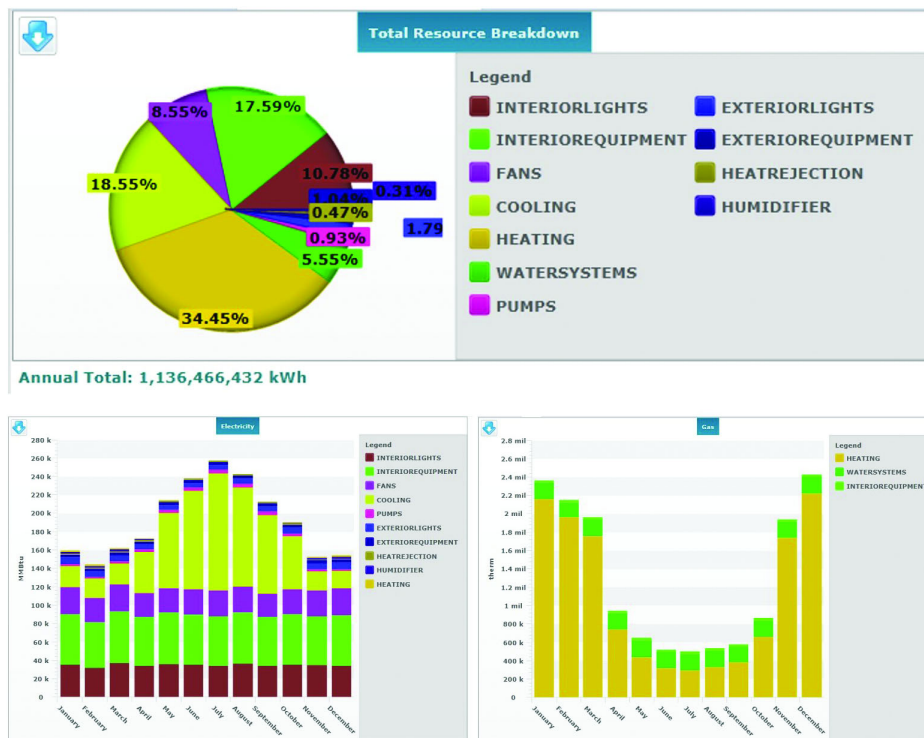 Total Resource Breakdown
17.59%
8.55%
10.78%
18.55%
0.31%
1.04%
0.47%
1.79
0.93%
5.55%
34.45%
Legend
INTERIORLIGHTS
INTERIOREQUIPMENT
FANS
COOLING
HEATING
WATERSYSTEMS
PUMPS
EXTERIORLIGHTS
EXTERIOREQUIPMENT
HEATREJECTION
HUMIDIFIER
Annual Total: 1,136,466,432 kWh
Electricity
280 k
260 k
240 k
220 k
200 k
180 k
160 k
140 k
120 k
100 k
80 k
60 k
40 k
20 k
0
MMBtu
January
February
March
April
May
June
July
August
September
October
November
December
Legend
INTERIORLIGHTS
INTERIOREQUIPMENT
FANS
COOLING
PUMPS
EXTERIORLIGHTS
EXTERIOREQUIPMENT
HEATREJECTION
HUMIDIFIER
HEATING
Gas
2.8 mil
2.6 mil
2.4 mil
2.2 mil
2 mil
1.8 mil
1.6 mil
1.4 mil
1.2 mil
1 mil
800 k
600 k
400 k
200 k
0
therm
January
February
March
April
May
June
July
August
September
October
November
December
Legend
HEATING
WATERSYSTEMS
INTERIOREQUIPMENT